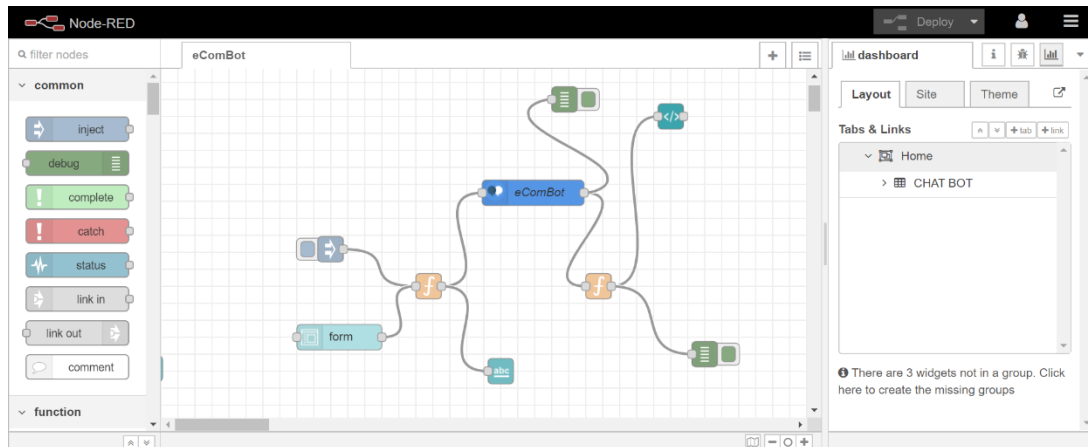 Node-RED
Deploy
filter nodes
eComBot
dashboard
i
common
Layout
Site
Theme
inject
Tabs & Links
+ tab
+ link
debug
Home
CHAT BOT
complete
eComBot
catch
status
link in
form
link out
comment
abc
There are 3 widgets not in a group. Click
here to create the missing groups
function